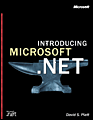 Microsoft
INTRODUCING
MICROSOFT
.NET
David S. Platt